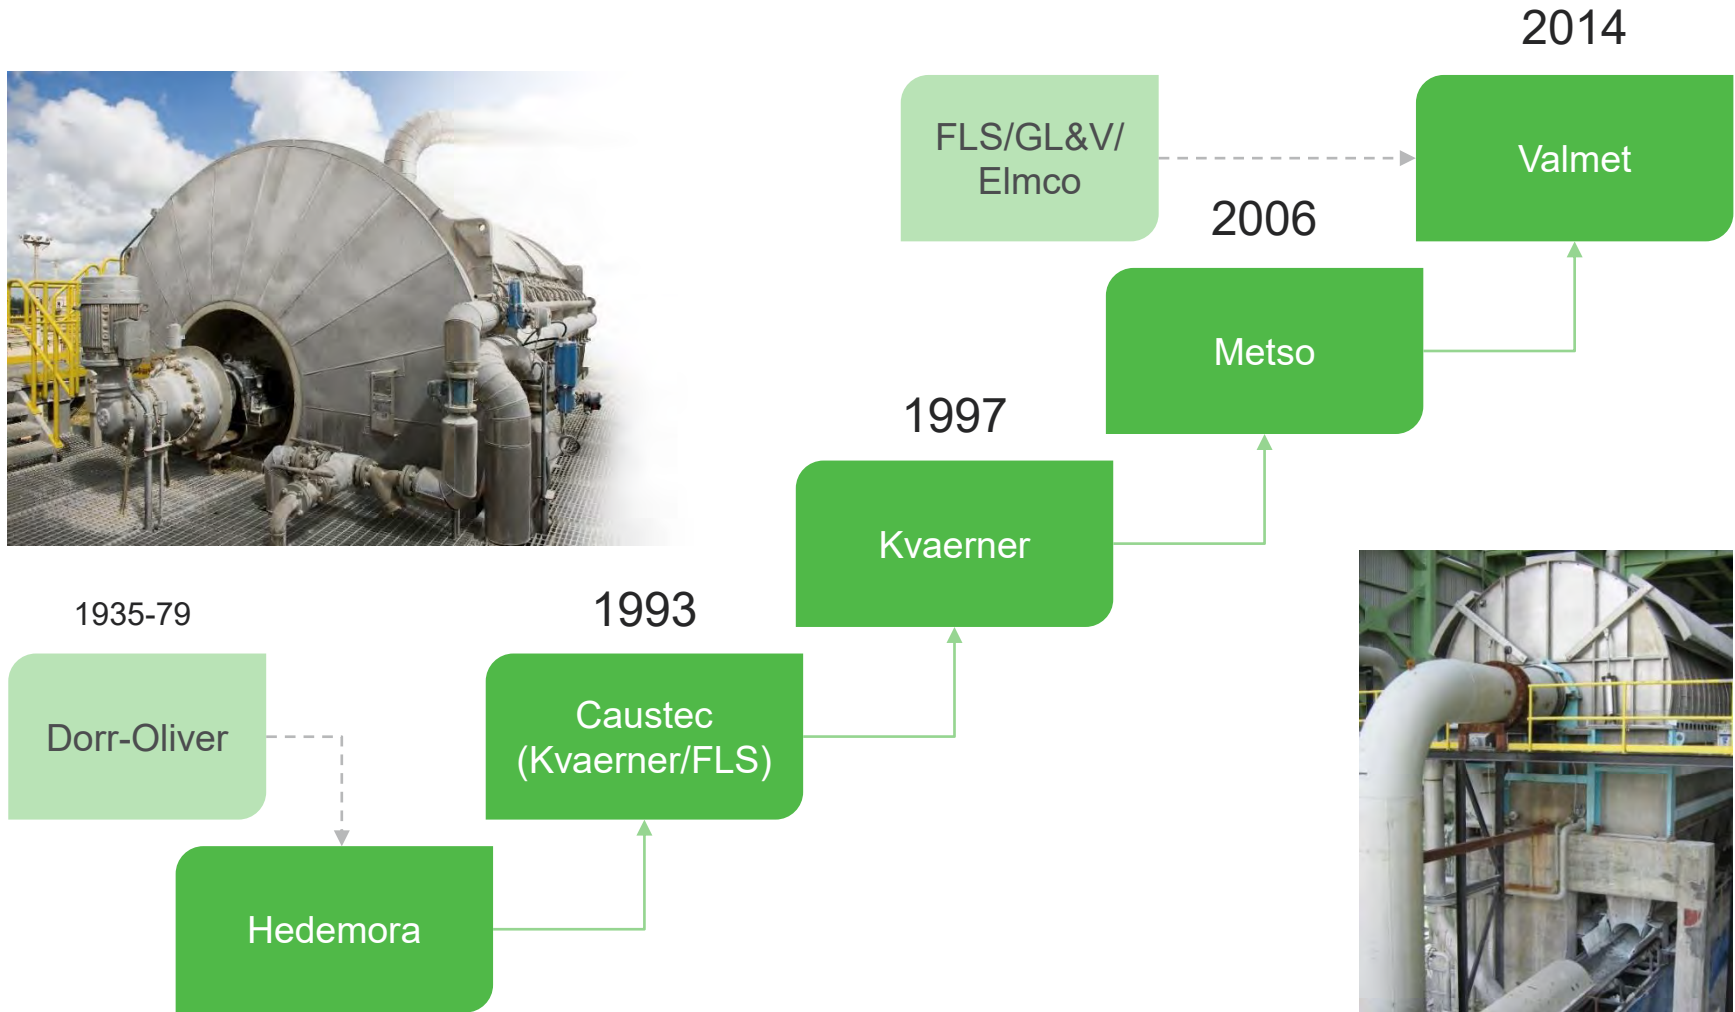 2014
FLS/GL&V/
Elmco
Valmet
2006
Metso
1997
Kvaerner
1935-79
1993
Dorr-Oliver
Caustec
(Kvaerner/FLS)
Hedemora